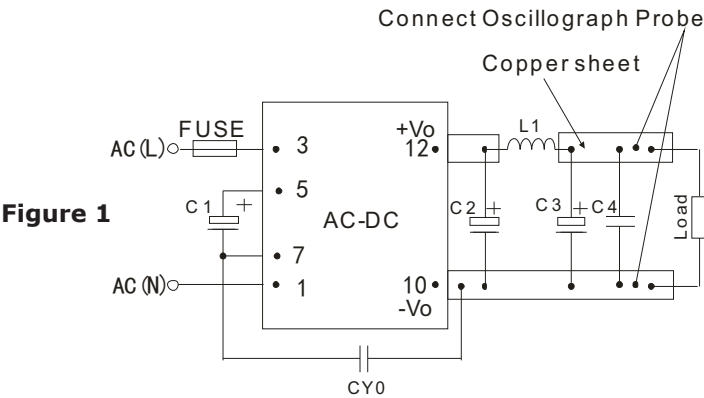 Connect Oscillograph Probe
Copper sheet
FUSE
AC(L)
3
+Vo
12
L1
5
C1 +
Figure 1
AC-DC
C2 +
C3 +
C4
Load
7
AC(N)
1
10
-Vo
CY0